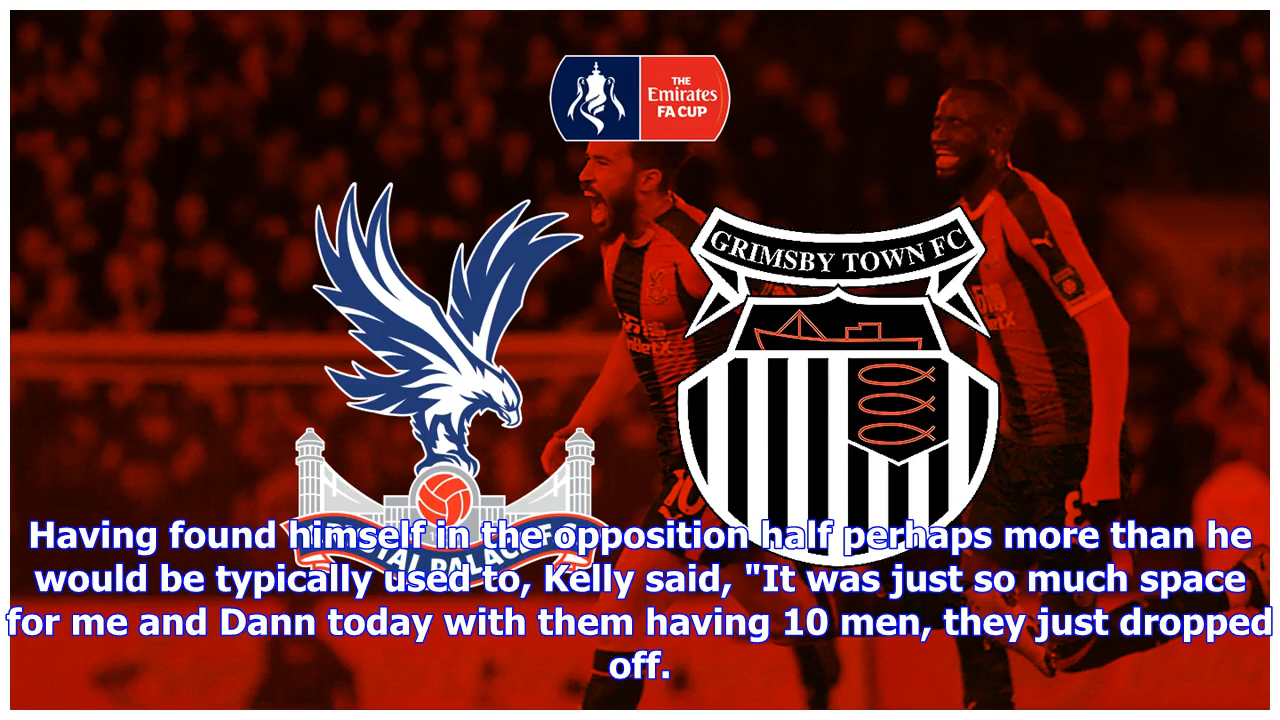 THE
Emirates
FA CUP
GRIMSBY TOWN FC
Having found himself in the opposition half perhaps more than he
would be typically used to, Kelly said, "It was just so much space
for me and Dann today with them having 10 men, they just dropped
off.